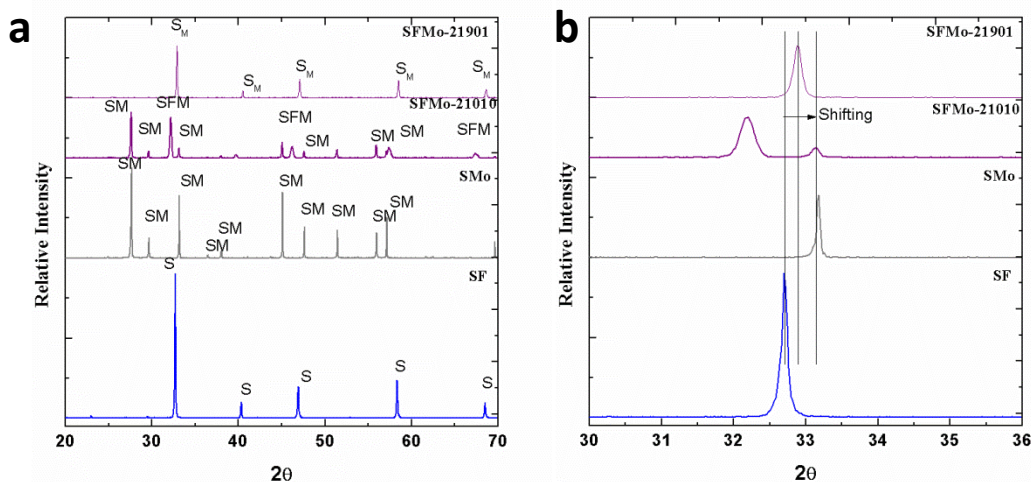 a
SFMo-21901
S_M
S_M
S_M
S_M
S_M
SFMo-21010
SM
SM
SFM
SM
SFM
SM
SM
SM
SFM
SMo
SM
SM
SM
SM
SM
SM
SM
SM
SM
SF
S
S
S
S
S
Relative Intensity
20 30 40 50 60 70
2θ
b
SFMo-21901
Shifting
SFMo-21010
SMo
SF
Relative Intensity
30 31 32 33 34 35 36
2θ